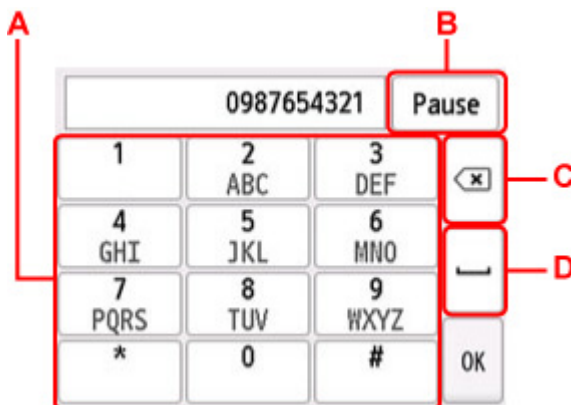 A B
0987654321 Pause
1 2 3
ABC DEF
C
4 5 6
GHI JKL MNO
D
7 8 9
PQRS TUV WXYZ
* 0 # OK